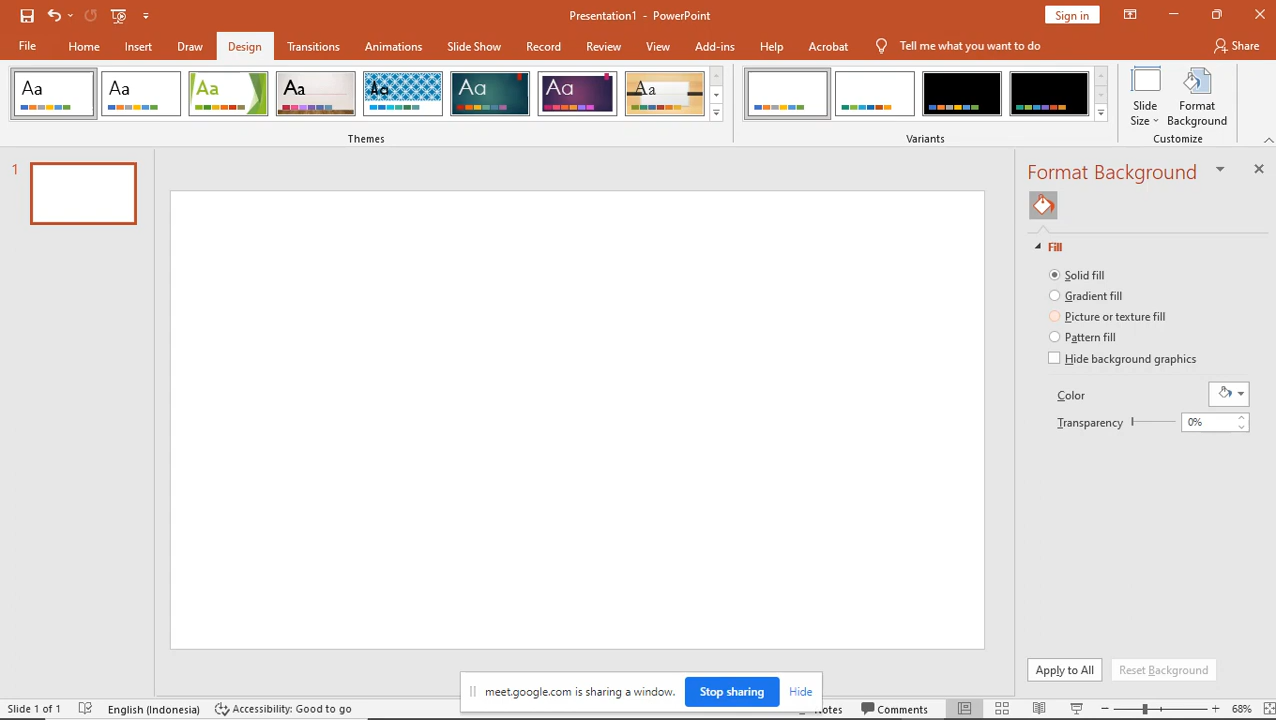 Presentation1 - PowerPoint
Sign in
File Home Insert Draw Design Transitions Animations Slide Show Record Review View Add-ins Help Acrobat Tell me what you want to do Share
Aa Aa Aa Aa Aa Aa Aa Aa
Slide Size
Format Background
Themes
Variants
Customize
1
Format Background
Fill
Solid fill
Gradient fill
Picture or texture fill
Pattern fill
Hide background graphics
Color
Transparency 0%
Apply to All Reset Background
meet.google.com is sharing a window. Stop sharing Hide
Slide 1 of 1 English (Indonesia) Accessibility: Good to go Comments 68%